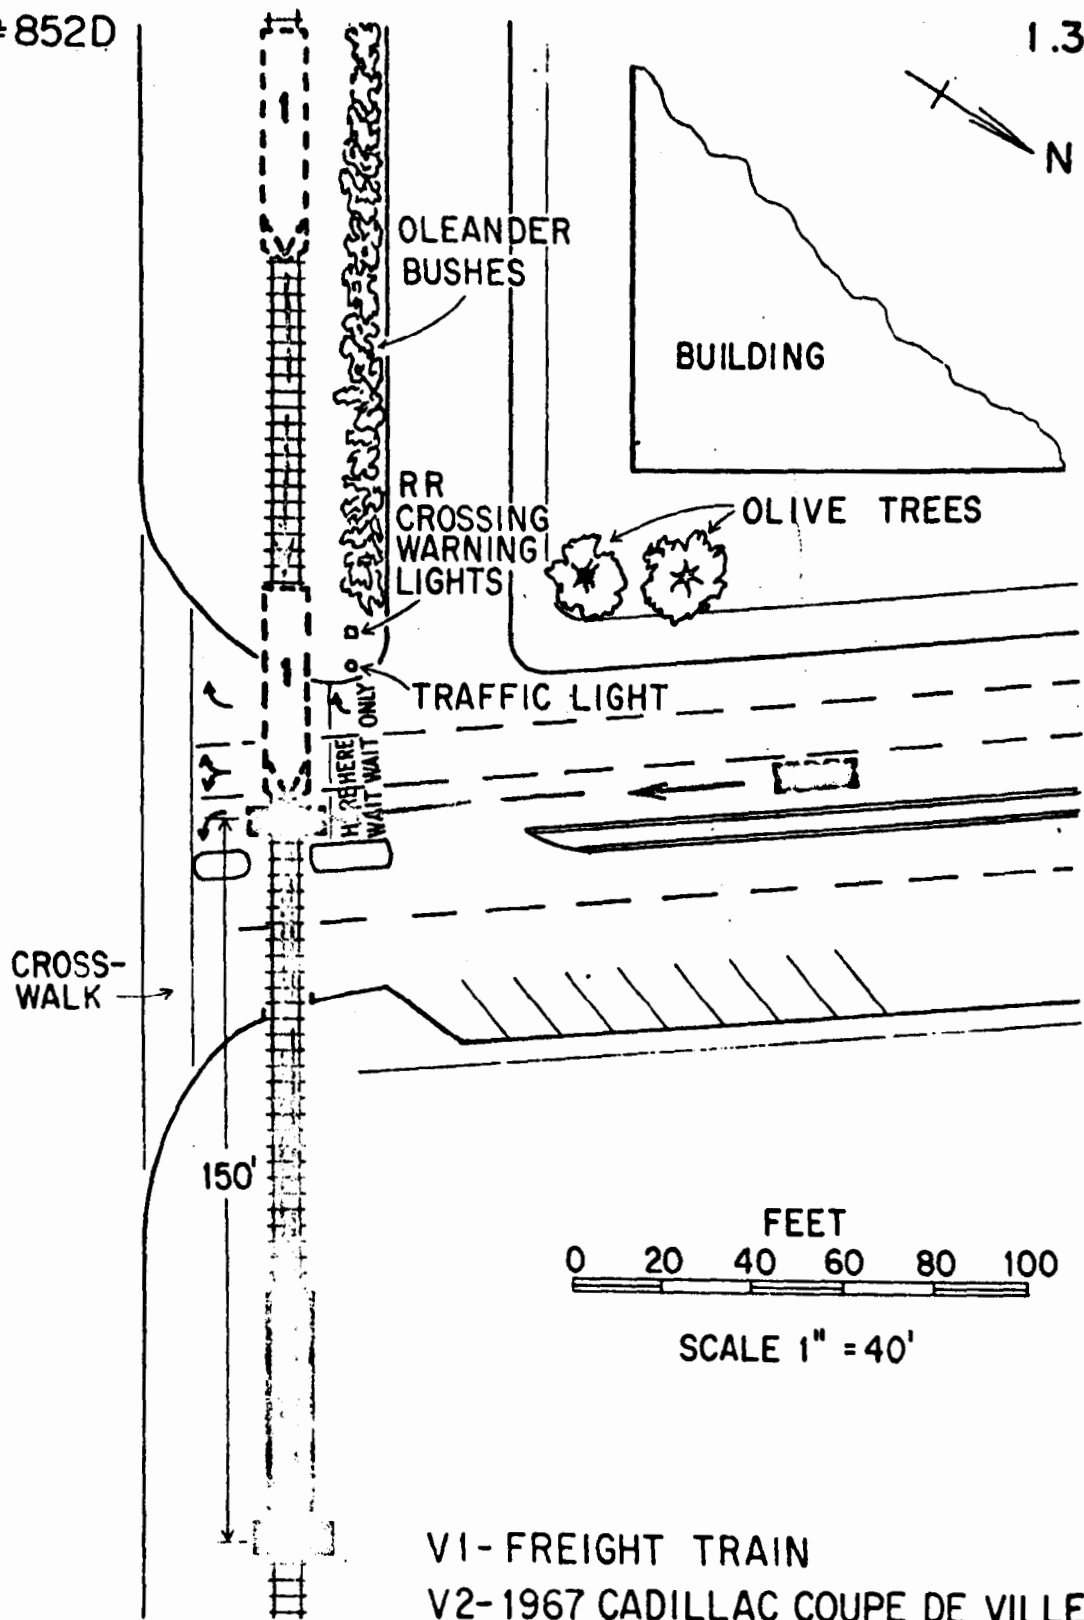 #852D
1.3
N
1
OLEANDER
BUSHES
BUILDING
RR
CROSSING
WARNING
LIGHTS
OLIVE TREES
1
TRAFFIC LIGHT
HERE
WAIT WAIT ONLY
CROSS-
WALK
150'
FEET
0 20 40 60 80 100
SCALE 1" = 40'
V1- FREIGHT TRAIN
V2- 1967 CADILLAC COUPE DE VILLE